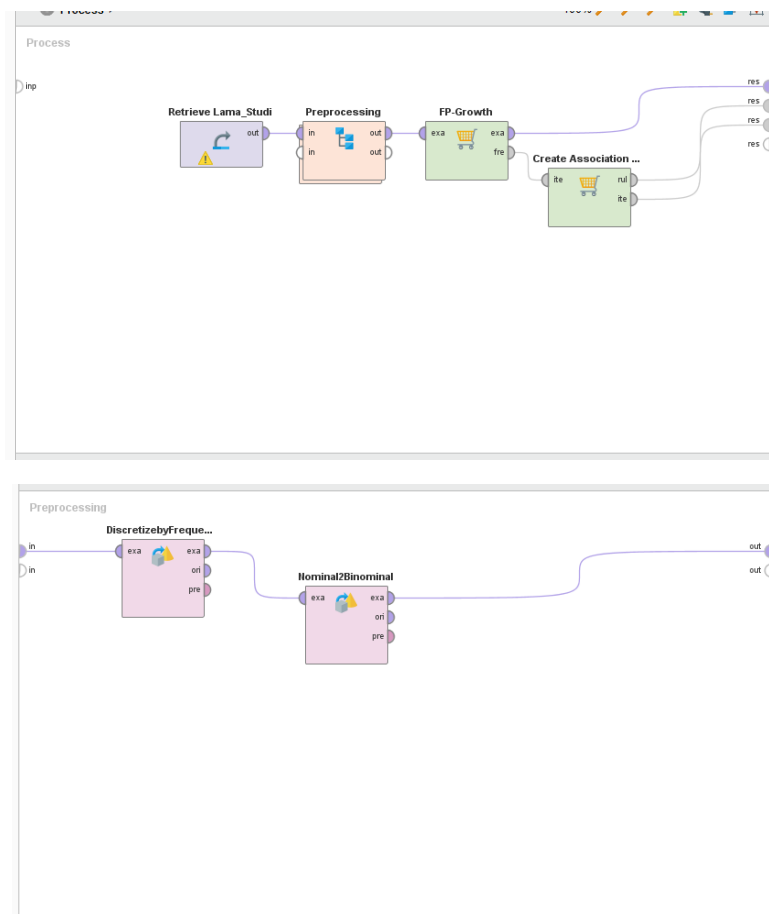 Process
100%
Process
inp
res
res
res
res
Retrieve Lama_Studi
out
Preprocessing
in
out
in
out
FP-Growth
exa
exa
fre
Create Association ...
ite
rul
ite
Preprocessing
DiscretizebyFreque...
in
in
exa
exa
ori
pre
Nominal2Binominal
exa
exa
ori
pre
out
out